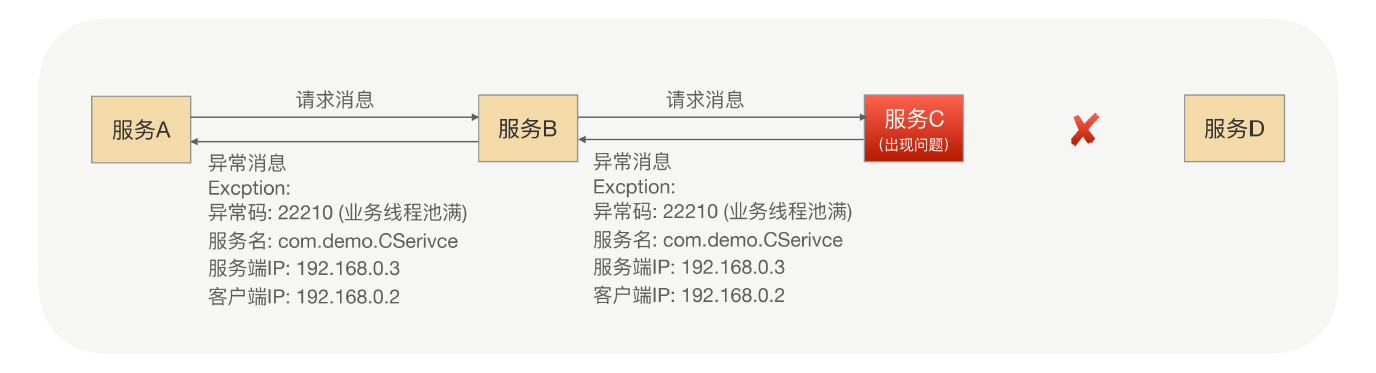 请求消息
请求消息
服务A
服务B
服务C
(出现问题)
服务D
异常消息
Excption:
异常码: 22210 (业务线程池满)
服务名: com.demo.CSerivce
服务端IP: 192.168.0.3
客户端IP: 192.168.0.2
异常消息
Excption:
异常码: 22210 (业务线程池满)
服务名: com.demo.CSerivce
服务端IP: 192.168.0.3
客户端IP: 192.168.0.2